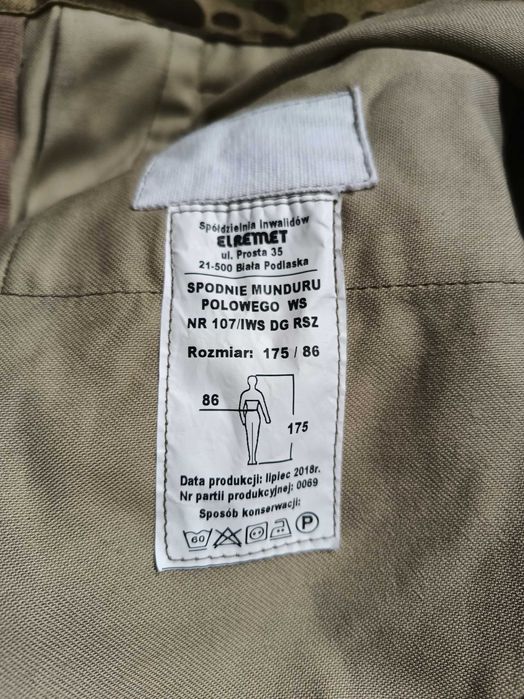 Spółdzielnia inwalidów
ELREMET
ul. Prosta 35
21-500 Biała Podlaska
SPODNIE MUNDURU
POLOWEGO WS
NR 107/IWS DG RSZ
Rozmiar: 175 / 86
86
175
Data produkcji: lipiec 2018r.
Nr partii produkcyjnej: 0069
Sposób konserwacji:
60 P